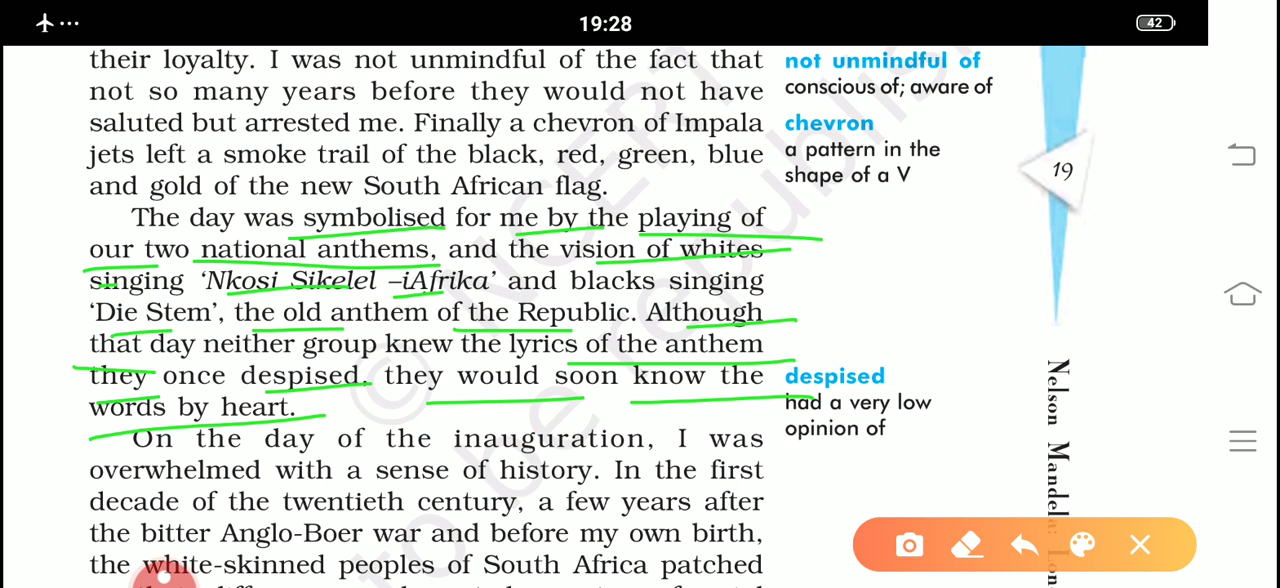 19:28
42
their loyalty. I was not unmindful of the fact that
not so many years before they would not have
saluted but arrested me. Finally a chevron of Impala
jets left a smoke trail of the black, red, green, blue
and gold of the new South African flag.
The day was symbolised for me by the playing of
our two national anthems, and the vision of whites
singing ‘Nkosi Sikelel –iAfrika’ and blacks singing
‘Die Stem’, the old anthem of the Republic. Although
that day neither group knew the lyrics of the anthem
they once despised, they would soon know the
words by heart.
On the day of the inauguration, I was
overwhelmed with a sense of history. In the first
decade of the twentieth century, a few years after
the bitter Anglo-Boer war and before my own birth,
the white-skinned peoples of South Africa patched
not unmindful of
conscious of; aware of
chevron
a pattern in the
shape of a V
despised
had a very low
opinion of
19
Nelson Mandela:
© NCERT
to be republish